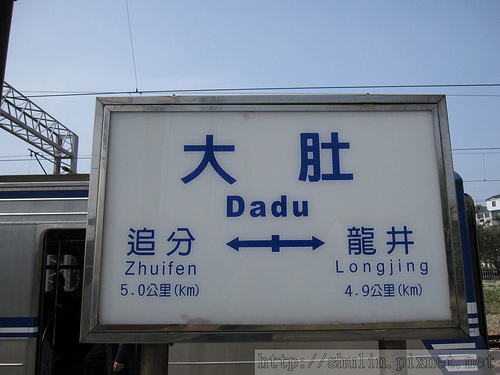 大肚
Dadu
追分
Zhuifen
5.0公里(km)
龍井
Longjing
4.9公里(km)
http://shulin.pixnet.net